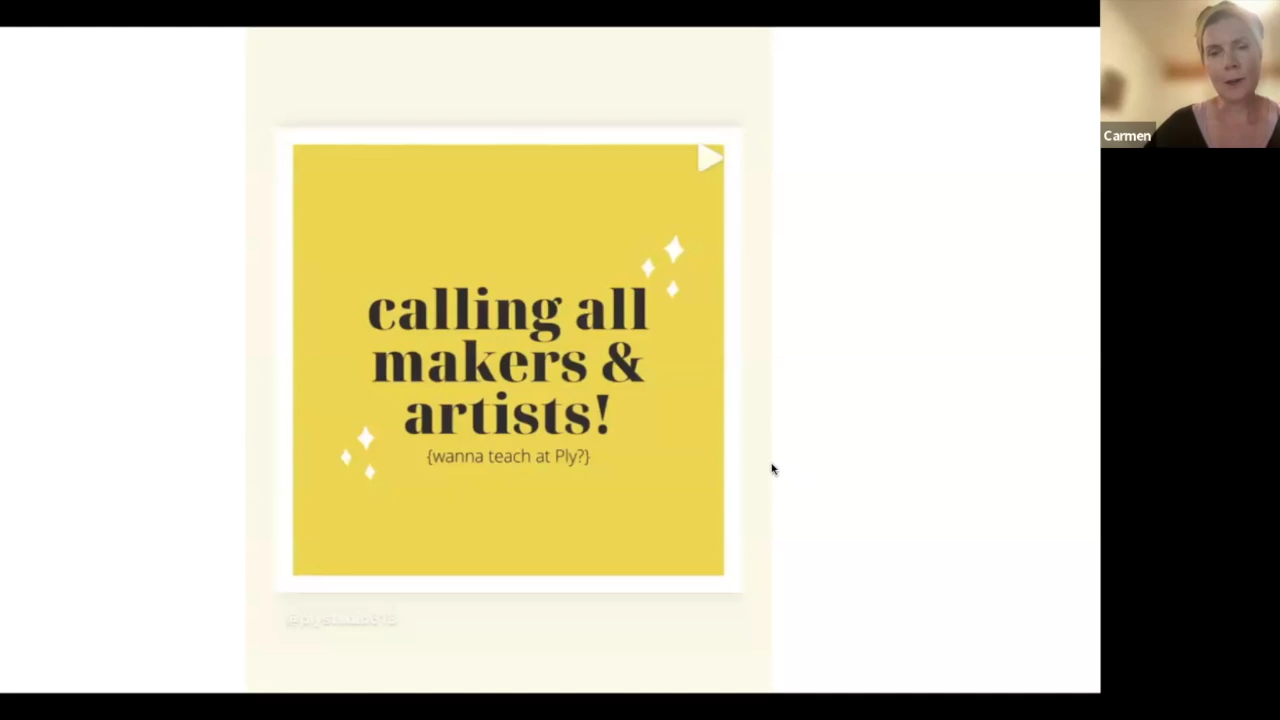 calling all
makers &
artists!
{wanna teach at Ply?}
Carmen